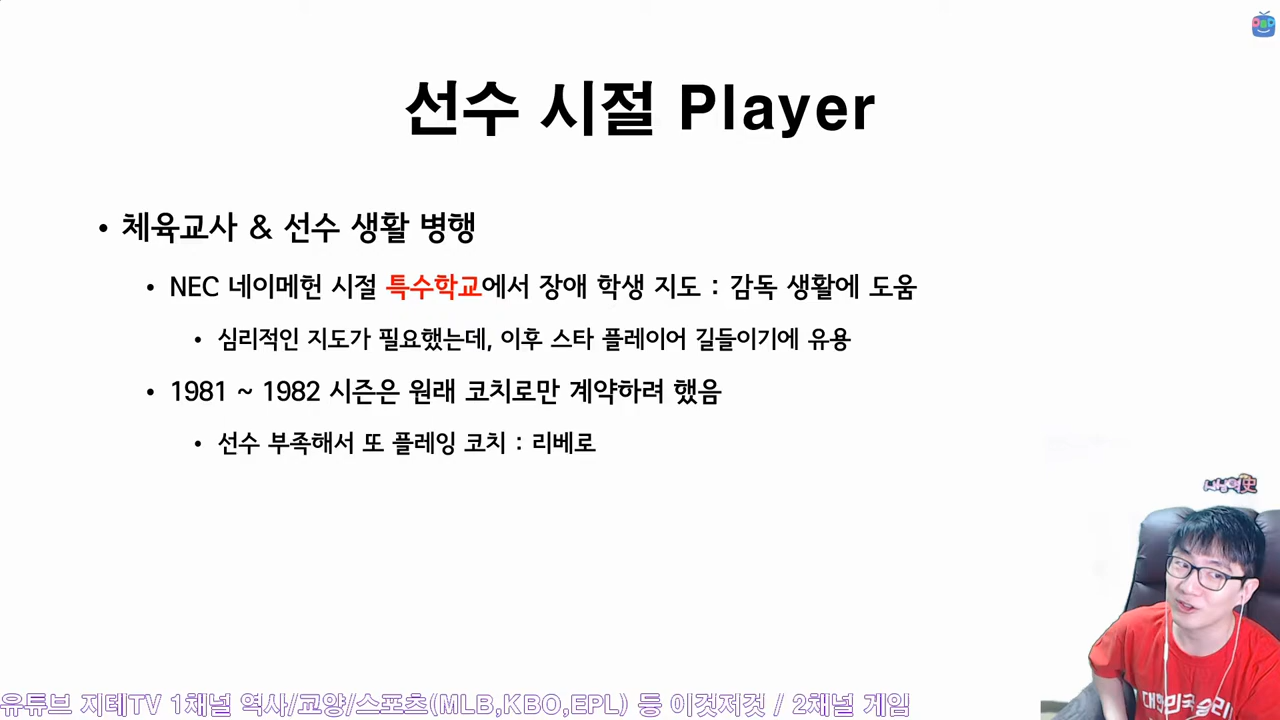 선수 시절 Player
• 체육교사 & 선수 생활 병행
• NEC 네이메헌 시절 특수학교에서 장애 학생 지도 : 감독 생활에 도움
• 심리적인 지도가 필요했는데, 이후 스타 플레이어 길들이기에 유용
• 1981 ~ 1982 시즌은 원래 코치로만 계약하려 했음
• 선수 부족해서 또 플레잉 코치 : 리베로
대한민국
유튜브 지테TV 1채널 역사/교양/스포츠(MLB,KBO,EPL) 등 이것저것 / 2채널 게임